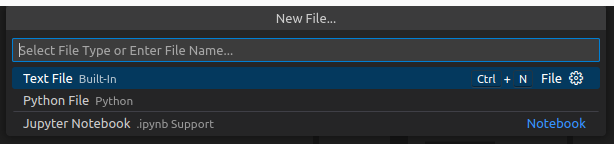 New File...
Select File Type or Enter File Name...
Text File Built-In Ctrl + N File
Python File Python
Jupyter Notebook .ipynb Support Notebook